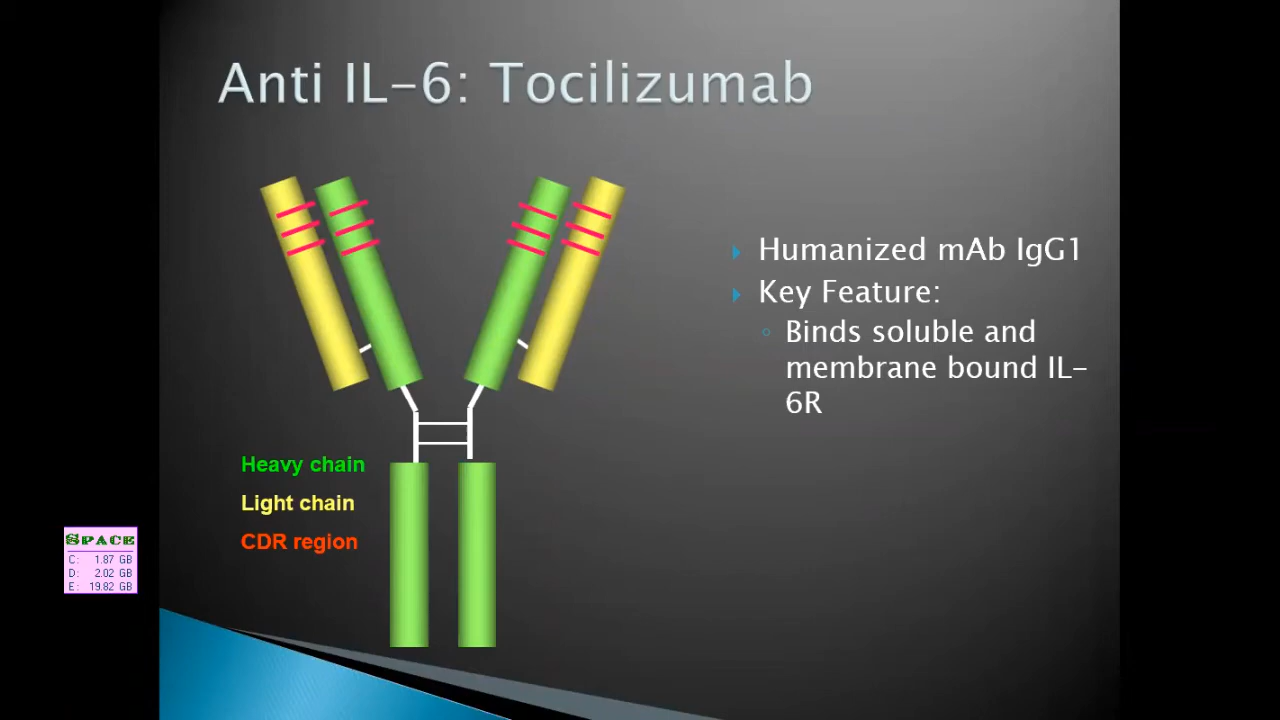 Anti IL-6: Tocilizumab
Humanized mAb IgG1
Key Feature:
Binds soluble and
membrane bound IL-
6R
Heavy chain
Light chain
CDR region
SPACE
C: 1.87 GB
D: 2.02 GB
E: 19.82 GB